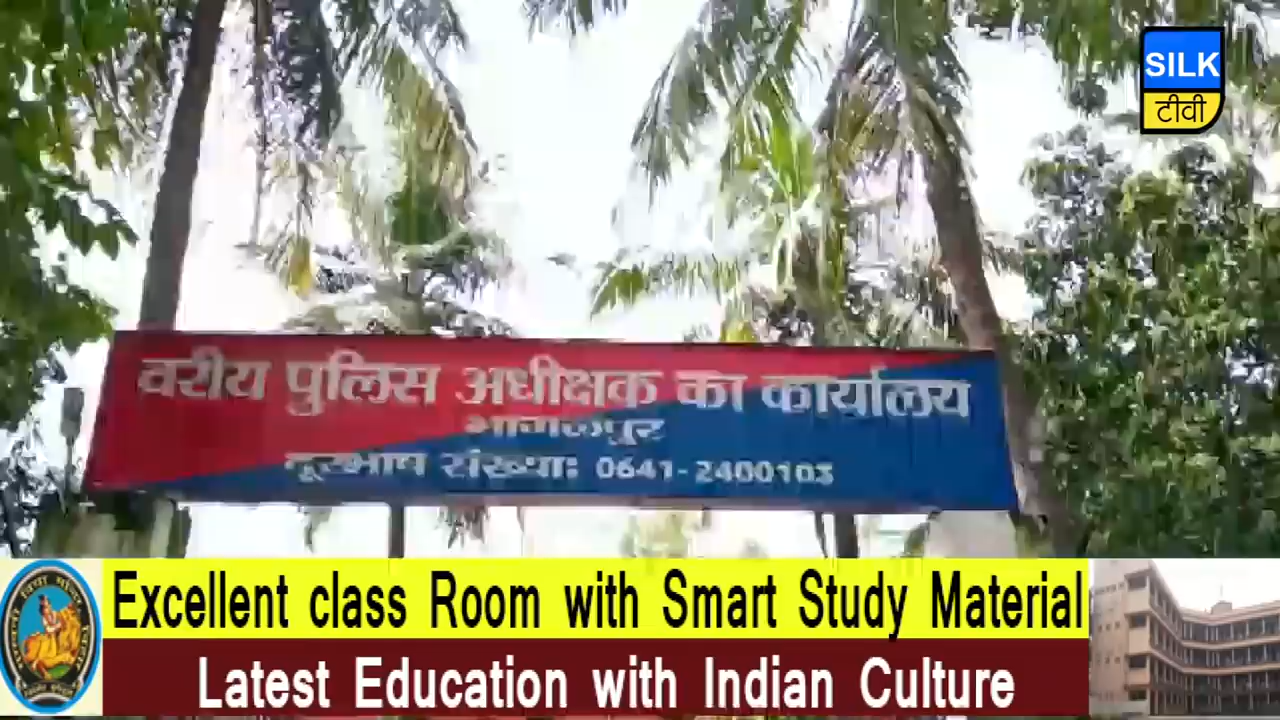 SILK
टीवी
वरीय पुलिस अधीक्षक का कार्यालय
भागलपुर
दूरभाष संख्या: 0641-2400103
Excellent class Room with Smart Study Material
Latest Education with Indian Culture